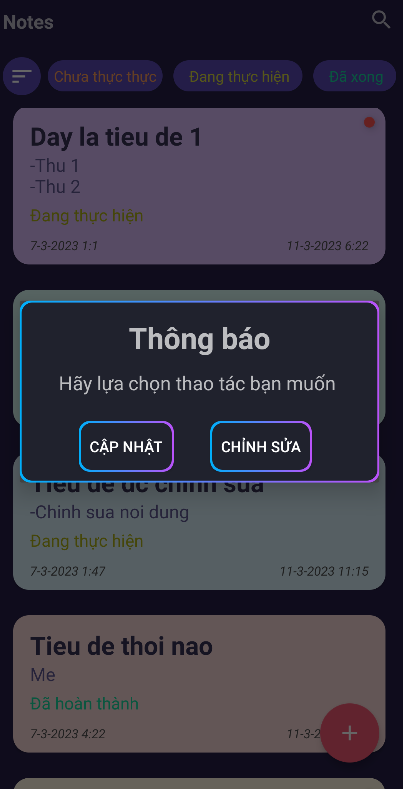 Notes
Chưa thực thực
Đang thực hiện
Đã xong
Day la tieu de 1
-Thu 1
-Thu 2
Đang thực hiện
7-3-2023 1:1
11-3-2023 6:22
Thông báo
Hãy lựa chọn thao tác bạn muốn
CẬP NHẬT
CHỈNH SỬA
Tieu de dc chinh sua
-Chinh sua noi dung
Đang thực hiện
7-3-2023 1:47
11-3-2023 11:15
Tieu de thoi nao
Me
Đã hoàn thành
7-3-2023 4:22
11-3-2